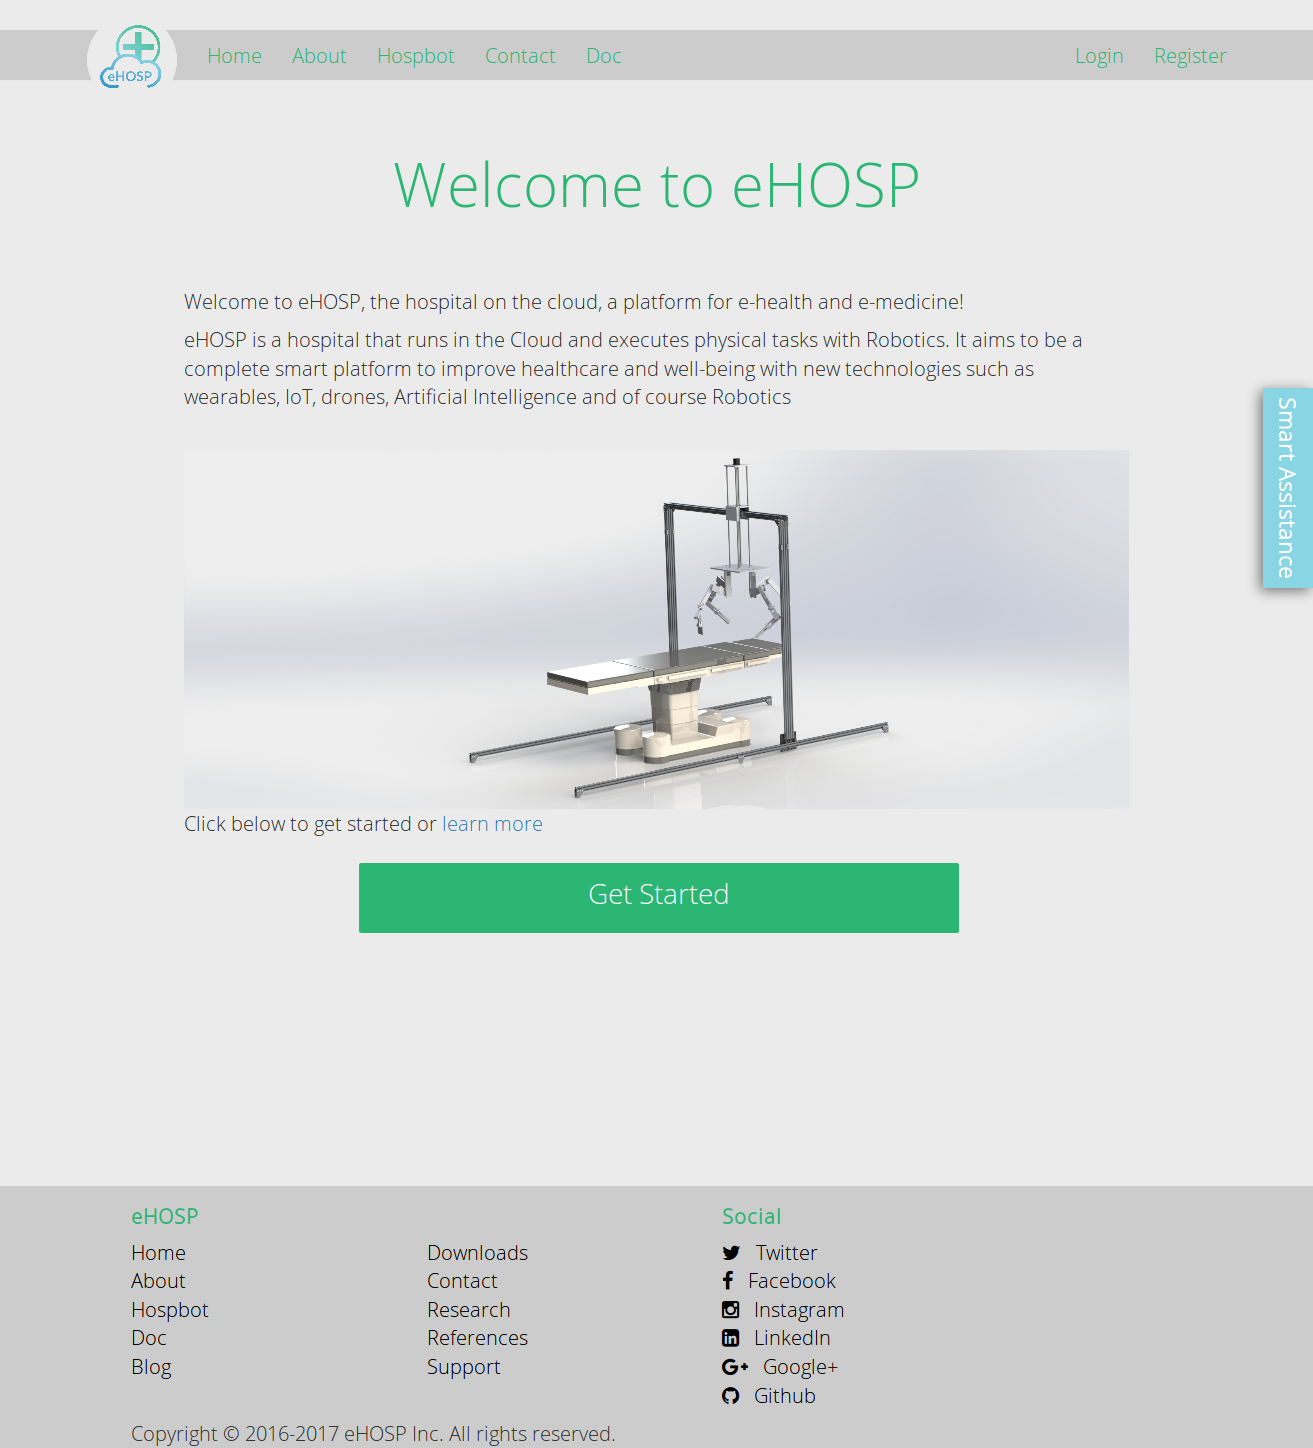 eHOSP
Home
About
Hospbot
Contact
Doc
Login
Register
Welcome to eHOSP
Welcome to eHOSP, the hospital on the cloud, a platform for e-health and e-medicine!
eHOSP is a hospital that runs in the Cloud and executes physical tasks with Robotics. It aims to be a
complete smart platform to improve healthcare and well-being with new technologies such as
wearables, IoT, drones, Artificial Intelligence and of course Robotics
Smart Assistance
Click below to get started or learn more
Get Started
eHOSP
Home
About
Hospbot
Doc
Blog
Downloads
Contact
Research
References
Support
Social
Twitter
Facebook
Instagram
LinkedIn
Google+
Github
Copyright © 2016-2017 eHOSP Inc. All rights reserved.